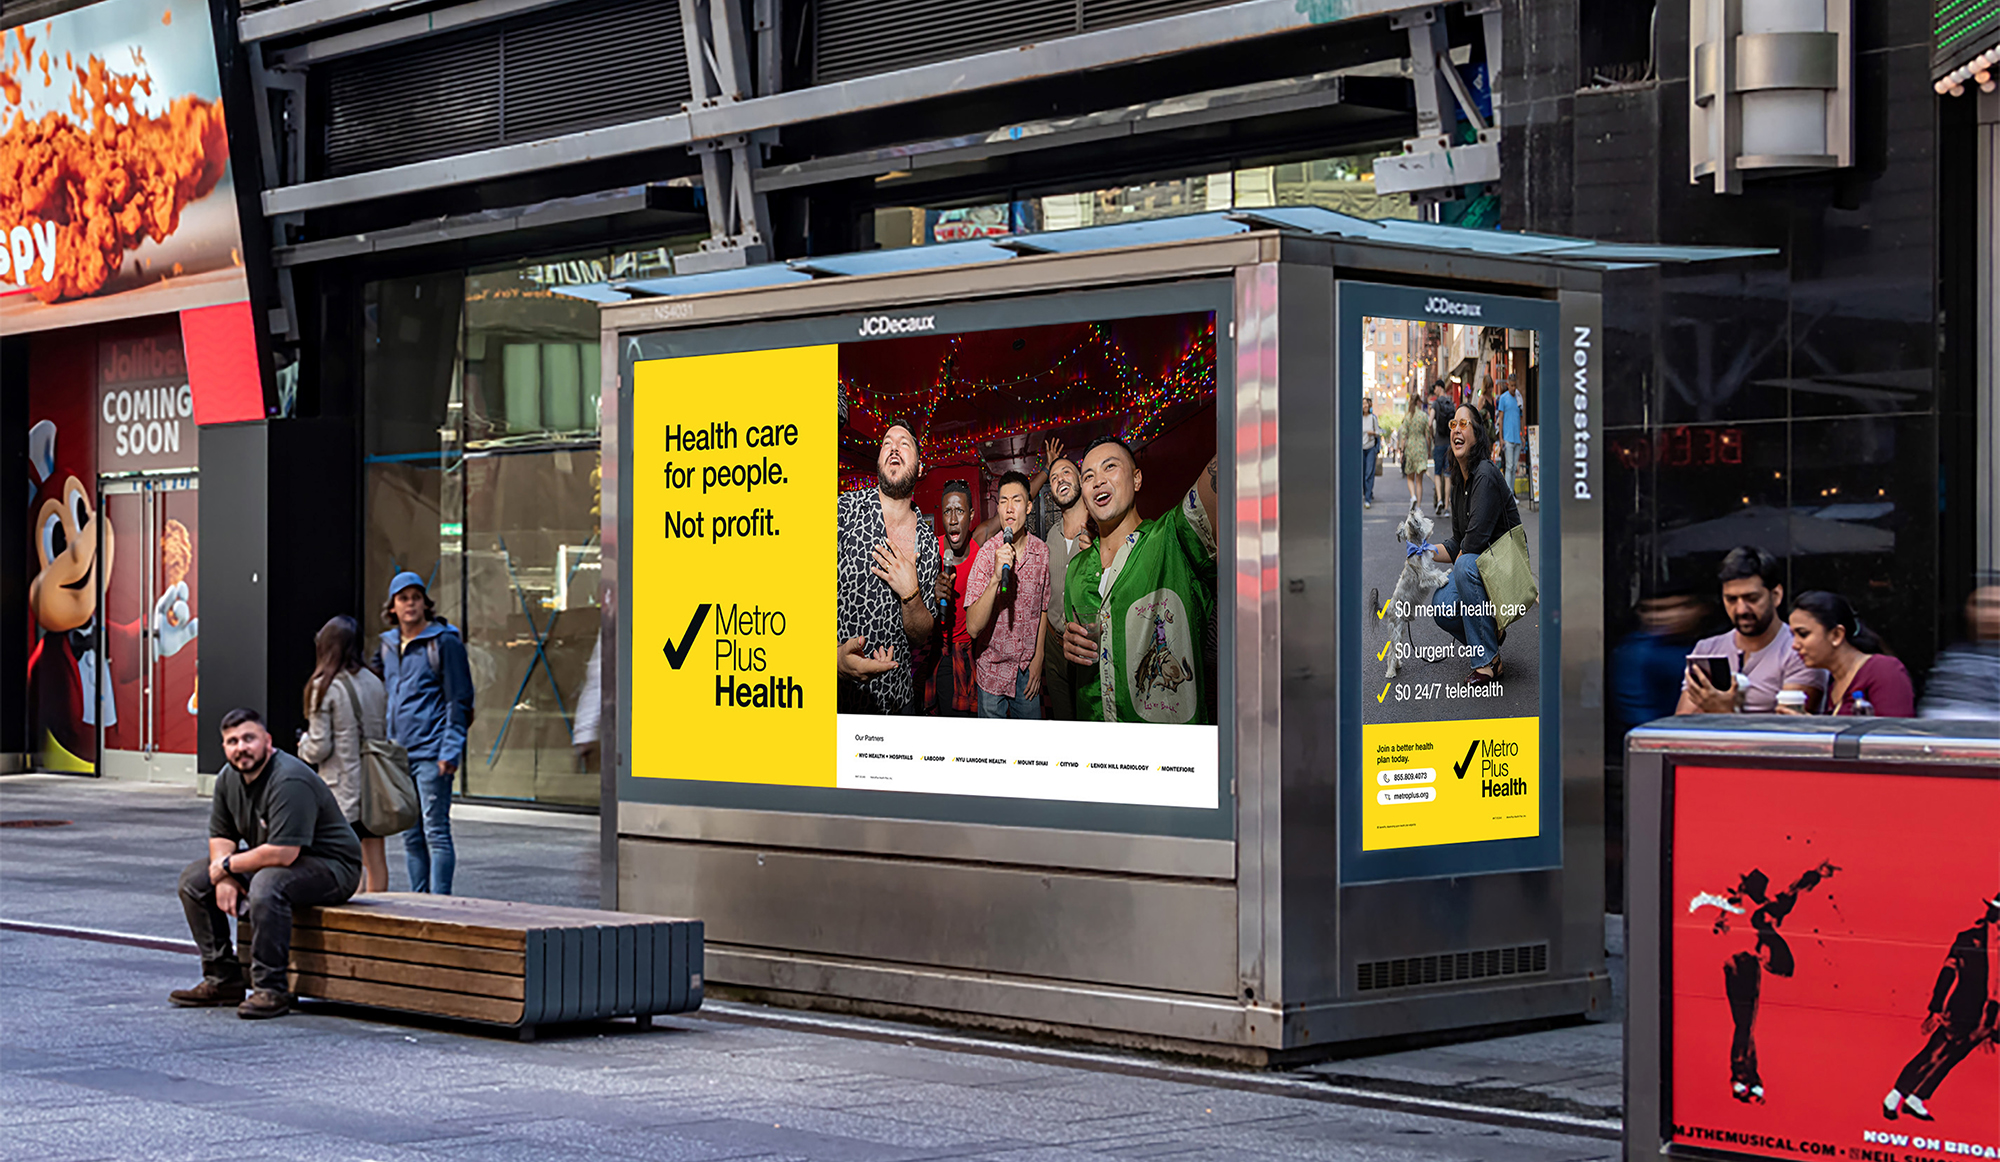 spy
Jollibee
COMING
SOON
NS4031
JCDecaux
Health care
for people.
Not profit.
Metro
Plus
Health
Our Partners
NYC HEALTH + HOSPITALS LABCORP NYU LANGONE HEALTH MOUNT SINAI CITYMD LENOX HILL RADIOLOGY MONTEFIORE
JCDecaux
Newsstand
$0 mental health care
$0 urgent care
$0 24/7 telehealth
Join a better health
plan today.
855.809.4073
metroplus.org
Metro
Plus
Health
MJTHEMUSICAL.COM •
NOW ON BROA
NEIL SIM